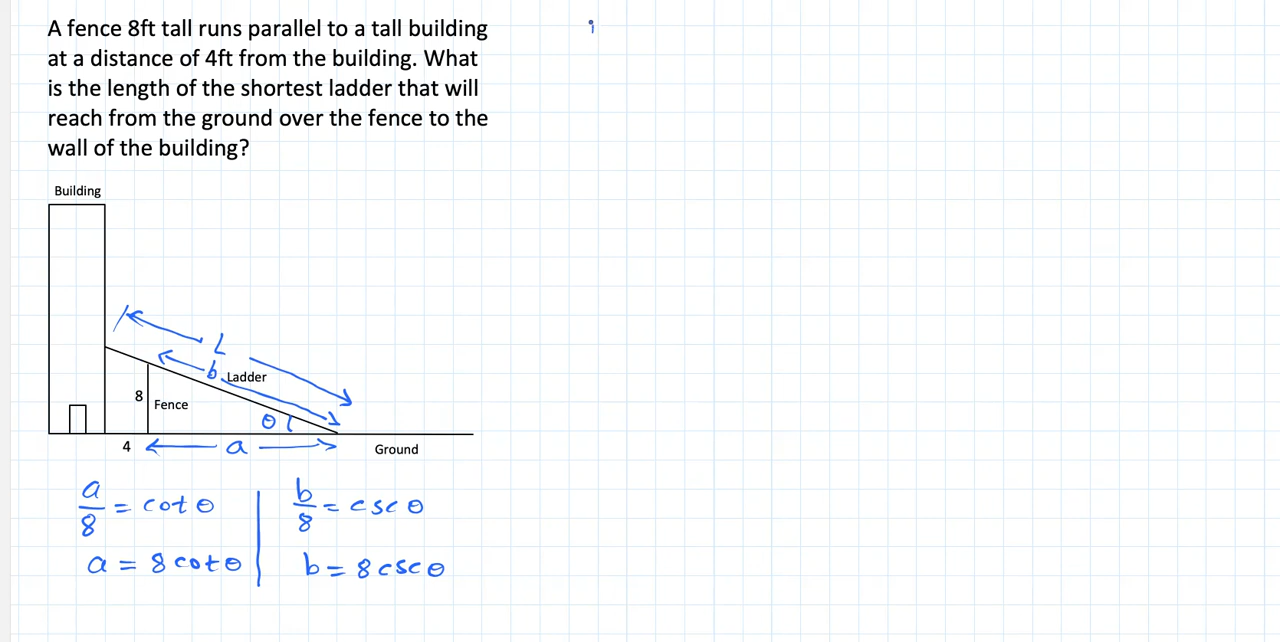 A fence 8ft tall runs parallel to a tall building
at a distance of 4ft from the building. What
is the length of the shortest ladder that will
reach from the ground over the fence to the
wall of the building?
Building
L
b
Ladder
8
Fence
θ
4
a
Ground
a/8 = cot θ
b/8 = csc θ
a = 8 cot θ
b = 8 csc θ